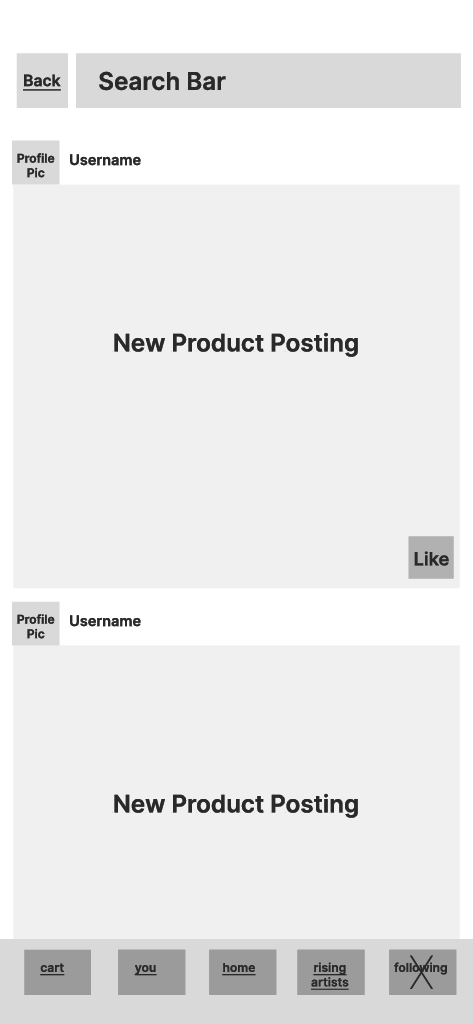 Back
Search Bar
Profile
Pic
Username
New Product Posting
Like
Profile
Pic
Username
New Product Posting
cart
you
home
rising
artists
following